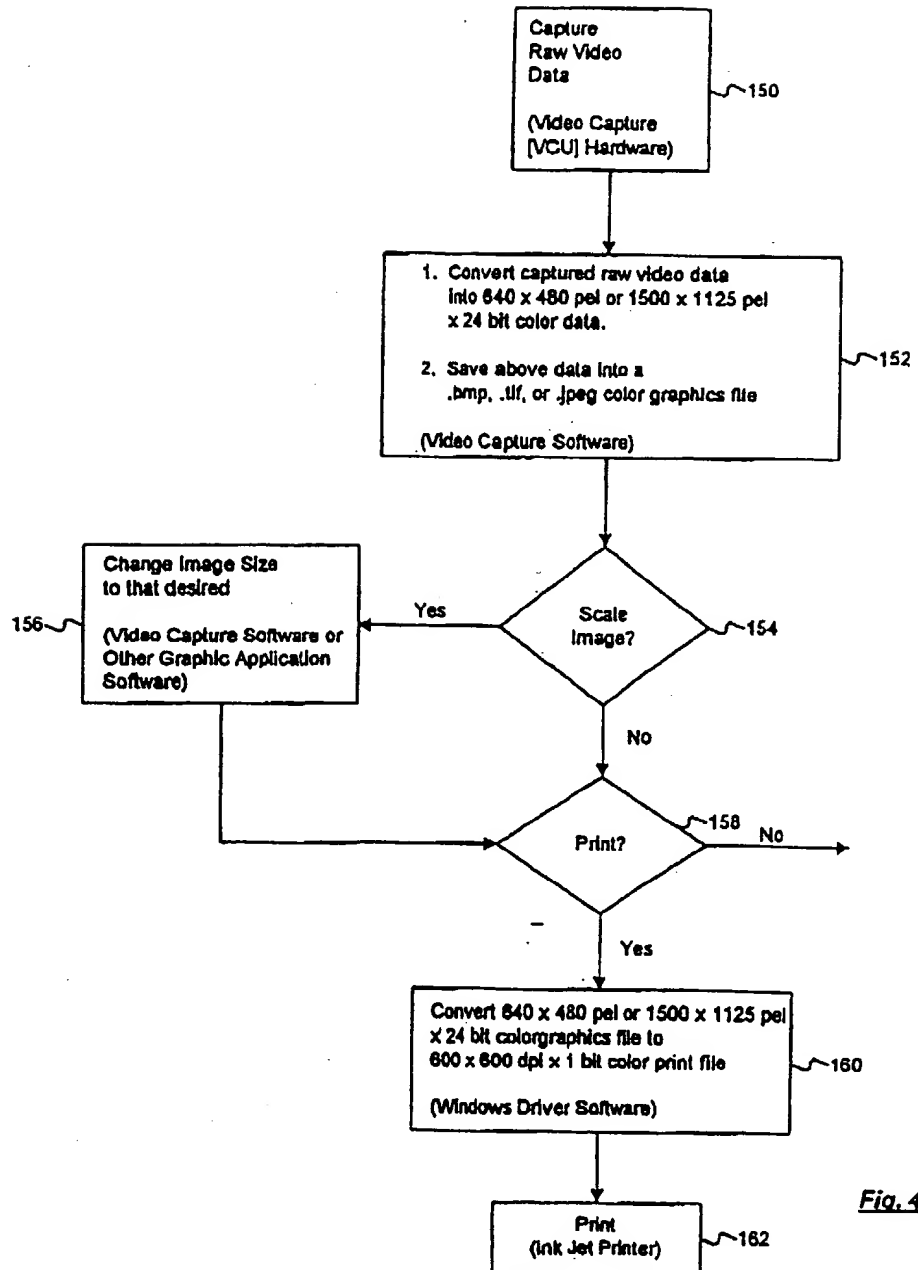 Capture
Raw Video
Data
(Video Capture
[VCU] Hardware)
150
1. Convert captured raw video data
into 640 x 480 pel or 1500 x 1125 pel
x 24 bit color data.
2. Save above data into a
.bmp, .tif, or .jpeg color graphics file
(Video Capture Software)
152
Scale
Image?
154
Yes
Change Image Size
to that desired
(Video Capture Software or
Other Graphic Application
Software)
156
No
Print?
158
No
Yes
Convert 640 x 480 pel or 1500 x 1125 pel
x 24 bit colorgraphics file to
600 x 600 dpi x 1 bit color print file
(Windows Driver Software)
160
Print
(Ink Jet Printer)
162
Fig. 4